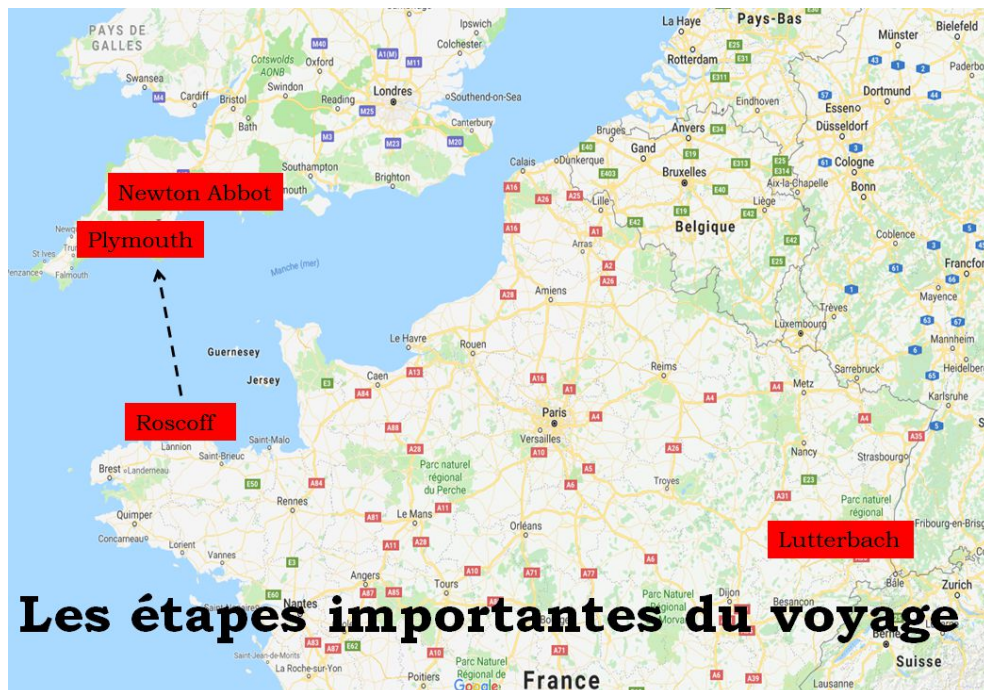 PAYS DE
GALLES
Ipswich
Colchester
La Haye
Pays-Bas
Rotterdam
Münster
Bielefeld
Cotswolds
AONB
Oxford
Swansea
Cardiff
Bristol
Swindon
Reading
Londres
Southend-on-Sea
Bath
Canterbury
Eindhoven
Essen
Dortmund
Düsseldorf
Southampton
Brighton
Calais
Dunkerque
Bruges
Gand
Anvers
Bruxelles
Cologne
Bonn
Aix-la-Chapelle
Liège
Lille
Belgique
Newton Abbot
Plymouth
St Ives
Penzance
Falmouth
Manche (mer)
Arras
Amiens
Coblence
Mayence
Trèves
Luxembourg
Mannheim
Guernesey
Jersey
Le Havre
Rouen
Caen
Reims
Metz
Sarrebruck
Karlsruhe
Paris
Versailles
Nancy
Strasbourg
Roscoff
Lannion
Saint-Malo
Saint-Brieuc
Brest
Landerneau
Parc naturel
régional
du Perche
Troyes
Parc naturel
régional
Quimper
Concarneau
Lorient
Vannes
Rennes
Le Mans
Orléans
Lutterbach
Angers
Tours
Dijon
Besançon
Bâle
Zurich
Nantes
Les étapes importantes du voyage
Saint-Jean-de-Monts
La Roche-sur-Yon
Poitiers
Parc Naturel
Régional de
Google
France
Berne
Suisse
Lausanne